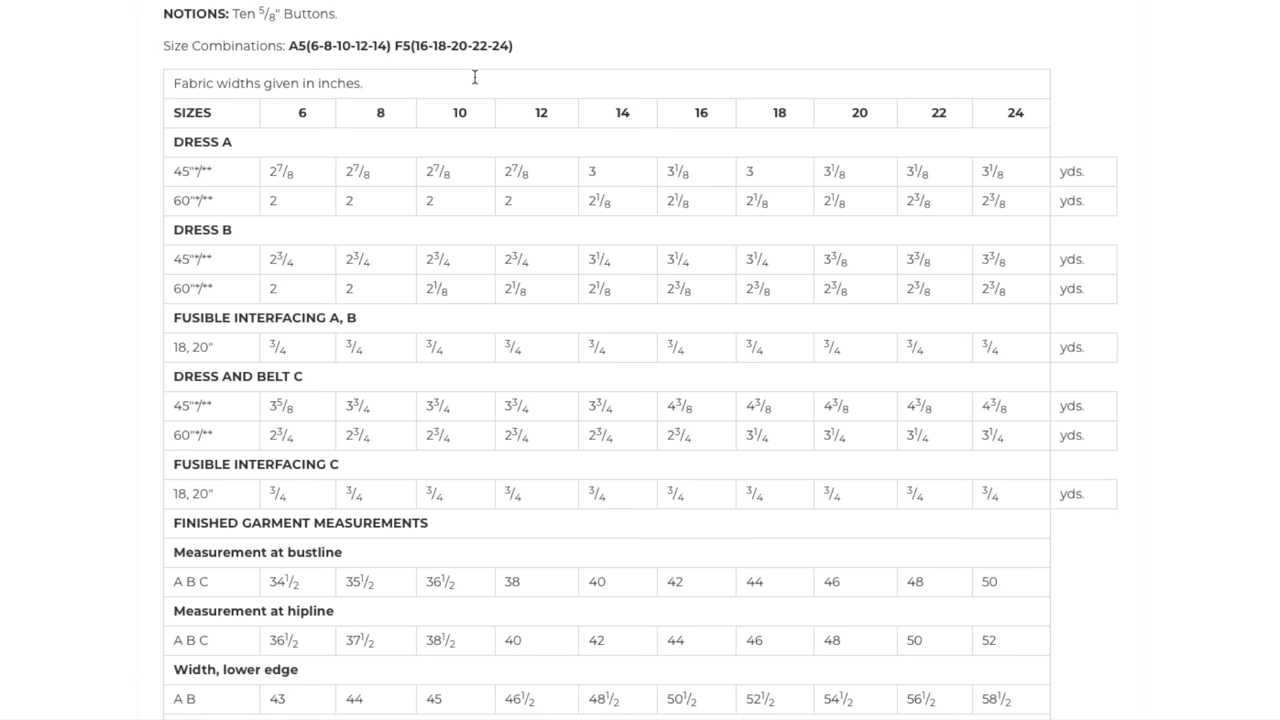 NOTIONS: Ten 5/8" Buttons.
Size Combinations: A5(6-8-10-12-14) F5(16-18-20-22-24)
Fabric widths given in inches.
SIZES 6 8 10 12 14 16 18 20 22 24
DRESS A
45"*/** 2 7/8 2 7/8 2 7/8 2 7/8 3 3 1/8 3 3 1/8 3 1/8 3 1/8 yds.
60"*/** 2 2 2 2 2 1/8 2 1/8 2 1/8 2 1/8 2 3/8 2 3/8 yds.
DRESS B
45"*/** 2 3/4 2 3/4 2 3/4 2 3/4 3 1/4 3 1/4 3 1/4 3 3/8 3 3/8 3 3/8 yds.
60"*/** 2 2 2 1/8 2 1/8 2 1/8 2 3/8 2 3/8 2 3/8 2 3/8 2 3/8 yds.
FUSIBLE INTERFACING A, B
18, 20" 3/4 3/4 3/4 3/4 3/4 3/4 3/4 3/4 3/4 3/4 yds.
DRESS AND BELT C
45"*/** 3 5/8 3 3/4 3 3/4 3 3/4 3 3/4 4 3/8 4 3/8 4 3/8 4 3/8 4 3/8 yds.
60"*/** 2 3/4 2 3/4 2 3/4 2 3/4 2 3/4 2 3/4 3 1/4 3 1/4 3 1/4 3 1/4 yds.
FUSIBLE INTERFACING C
18, 20" 3/4 3/4 3/4 3/4 3/4 3/4 3/4 3/4 3/4 3/4 yds.
FINISHED GARMENT MEASUREMENTS
Measurement at bustline
A B C 34 1/2 35 1/2 36 1/2 38 40 42 44 46 48 50
Measurement at hipline
A B C 36 1/2 37 1/2 38 1/2 40 42 44 46 48 50 52
Width, lower edge
A B 43 44 45 46 1/2 48 1/2 50 1/2 52 1/2 54 1/2 56 1/2 58 1/2